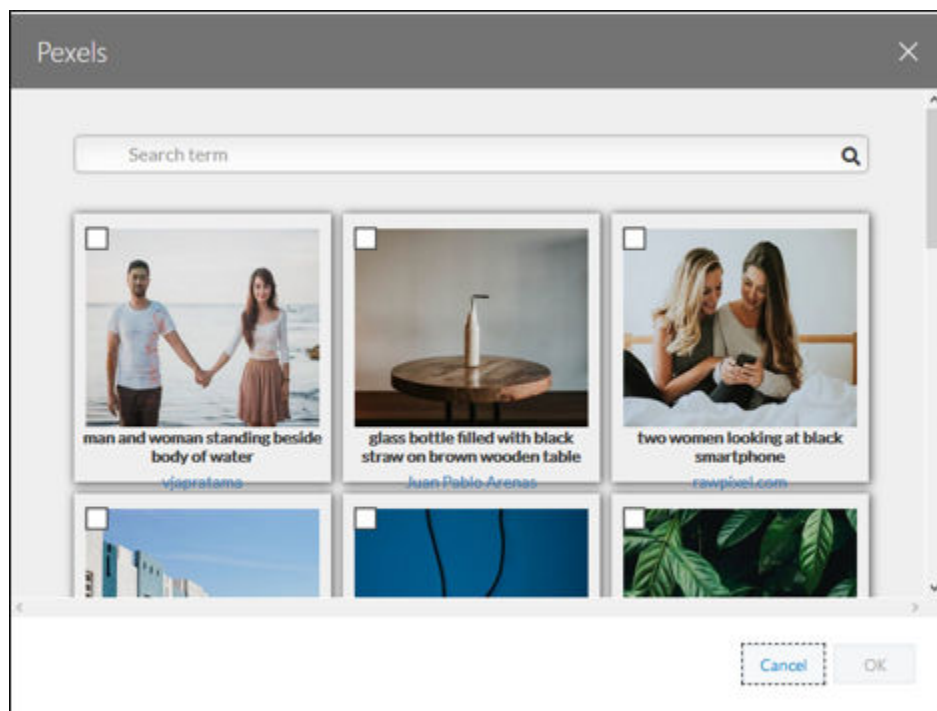 Pexels
Search term
man and woman standing beside
body of water
vjapratama
glass bottle filled with black
straw on brown wooden table
Juan Pablo Arenas
two women looking at black
smartphone
rawpixel.com
Cancel
OK